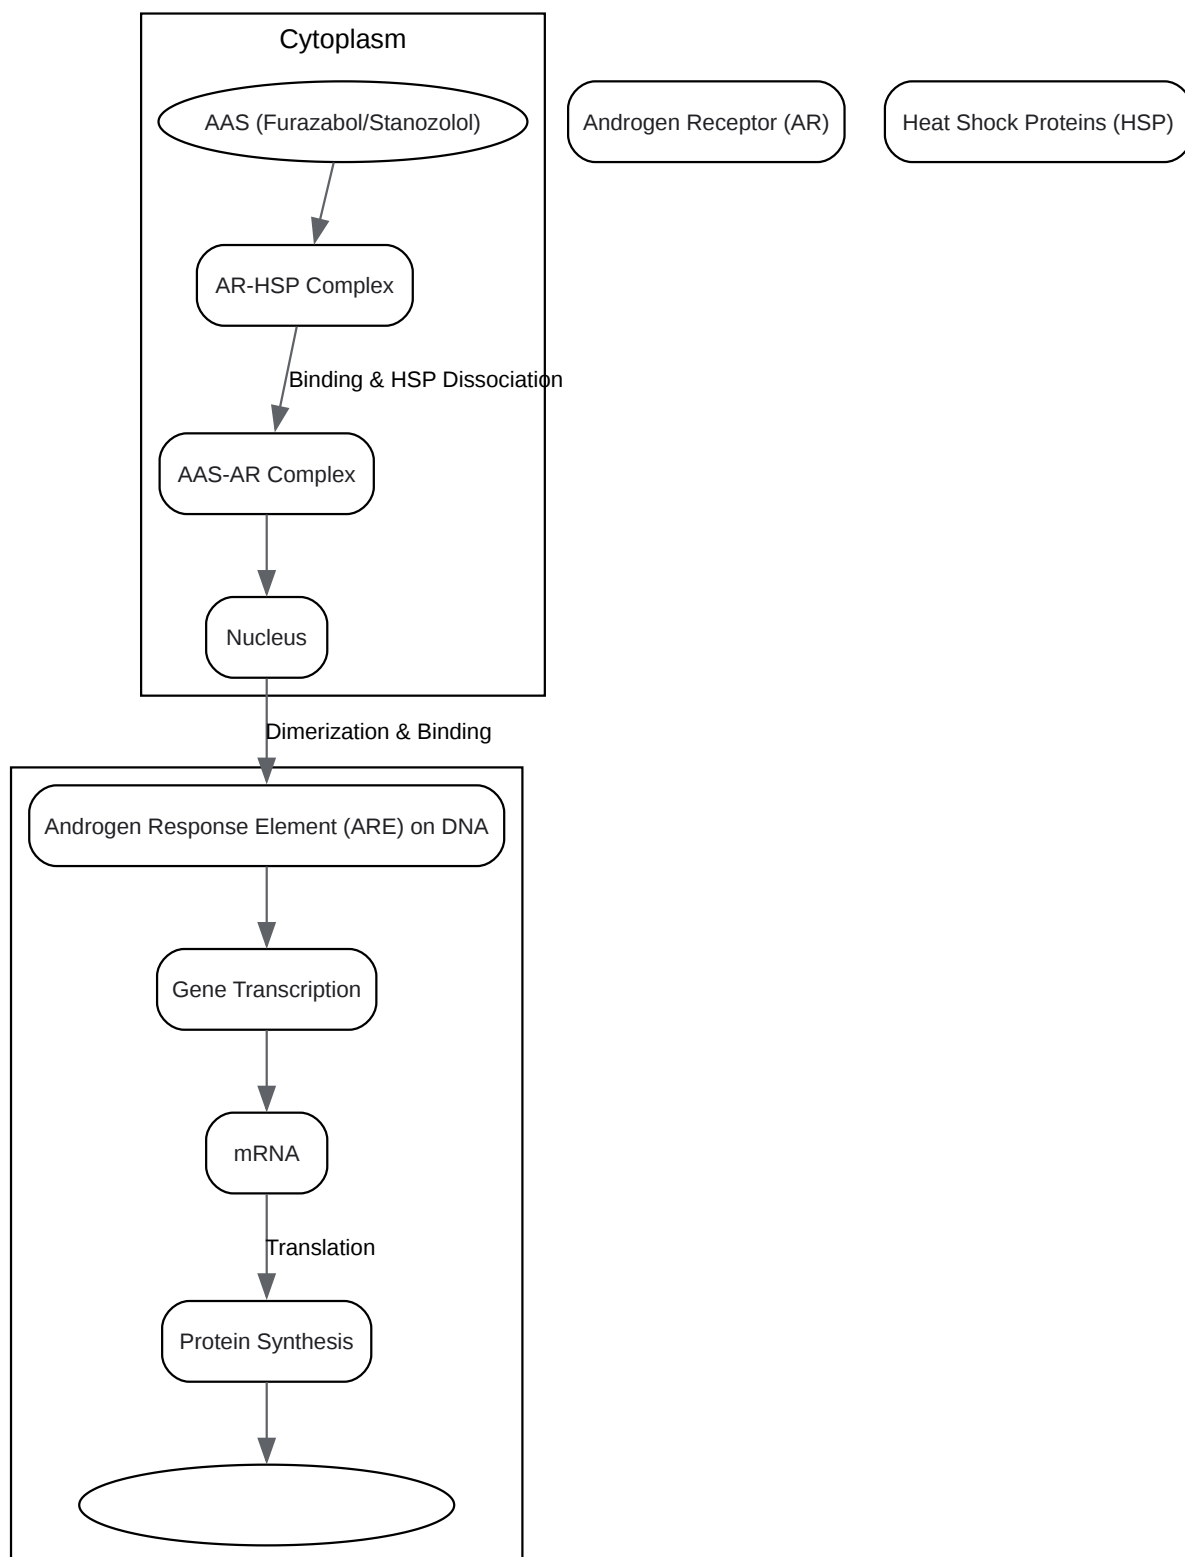 Cytoplasm
AAS (Furazabol/Stanozolol)
Androgen Receptor (AR)
Heat Shock Proteins (HSP)
AR-HSP Complex
Binding & HSP Dissociation
AAS-AR Complex
Nucleus
Dimerization & Binding
Androgen Response Element (ARE) on DNA
Gene Transcription
mRNA
Translation
Protein Synthesis